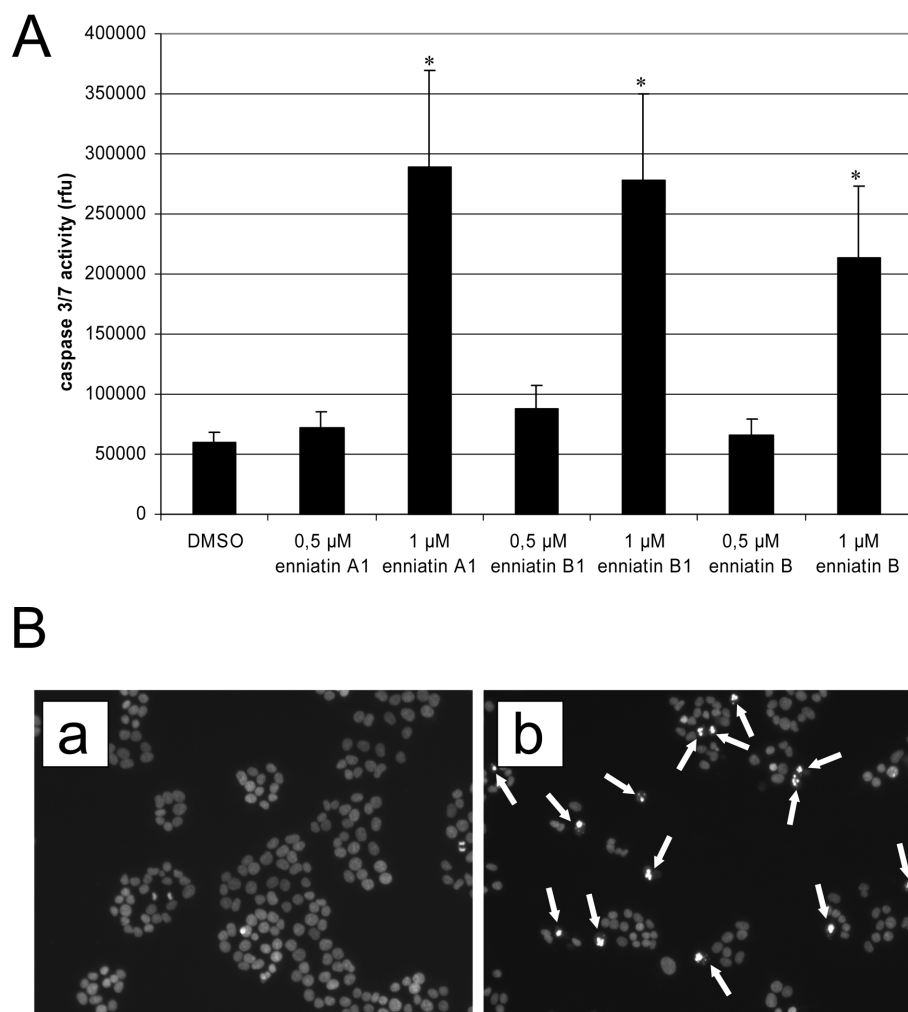 A
400000
350000
300000
250000
200000
150000
100000
50000
0
caspase 3/7 activity (rfu)
*
*
*
DMSO
0,5 µM
enniatin A1
1 µM
enniatin A1
0,5 µM
enniatin B1
1 µM
enniatin B1
0,5 µM
enniatin B
1 µM
enniatin B
B
a
b